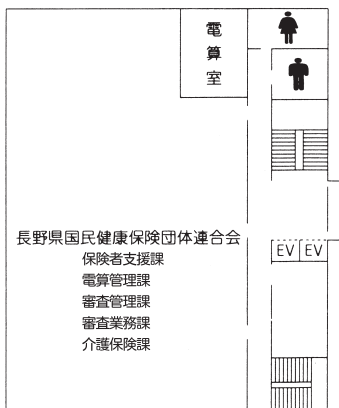 電算室
長野県国民健康保険団体連合会
保険者支援課
電算管理課
審査管理課
審査業務課
介護保険課
EV EV